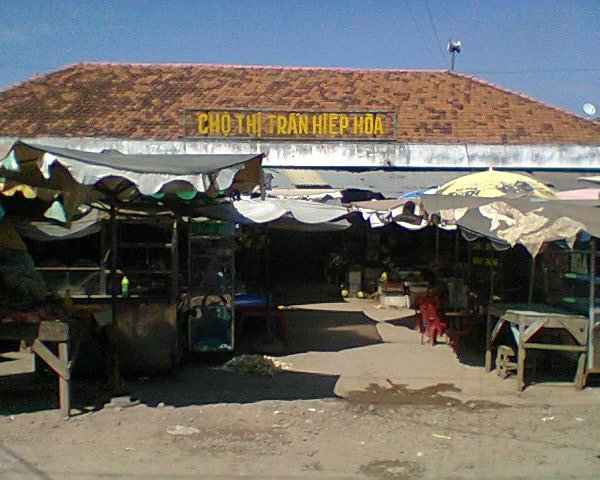 CHỢ THỊ TRẤN HIỆP HÒA